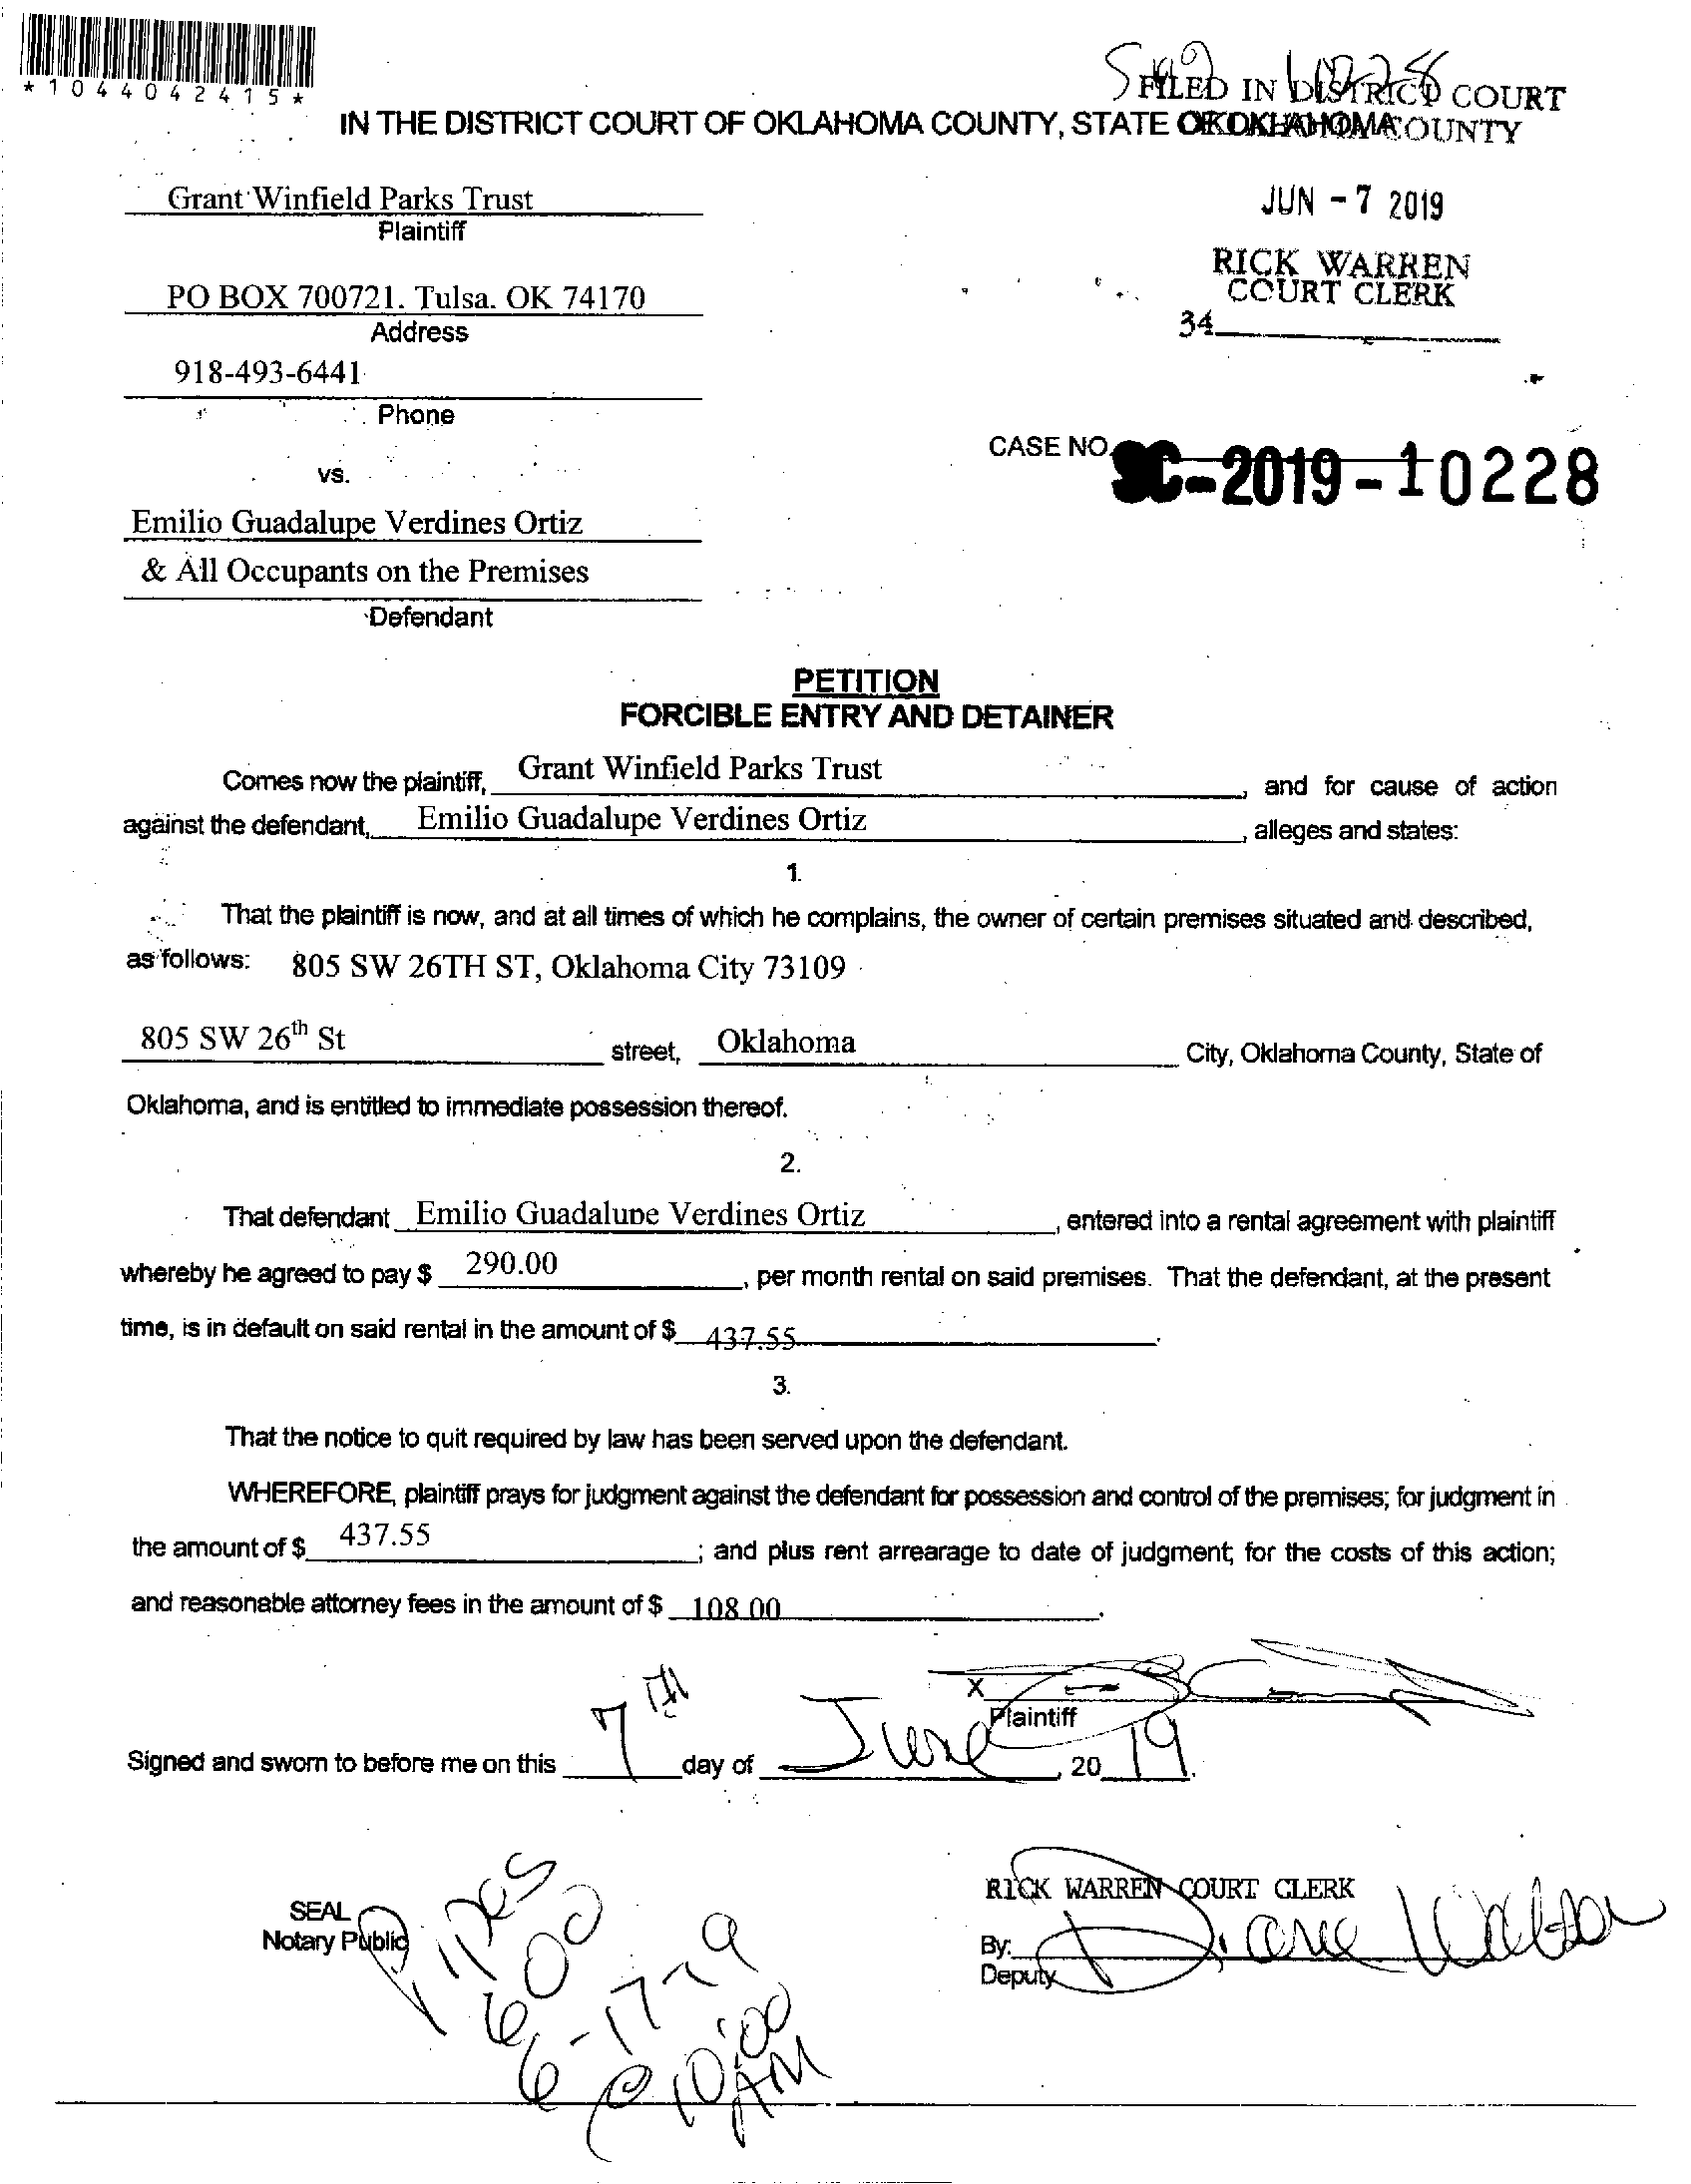 *1044042415*
FILED IN DISTRICT COURT
IN THE DISTRICT COURT OF OKLAHOMA COUNTY, STATE OF OKLAHOMA
OKLAHOMA COUNTY
Grant Winfield Parks Trust
Plaintiff
JUN - 7 2019
RICK WARREN
COURT CLERK
34
PO BOX 700721. Tulsa. OK 74170
Address
918-493-6441
Phone
CASE NO. SC-2019-10228
vs.
Emilio Guadalupe Verdines Ortiz
& All Occupants on the Premises
Defendant
PETITION
FORCIBLE ENTRY AND DETAINER
Comes now the plaintiff, Grant Winfield Parks Trust, and for cause of action
against the defendant, Emilio Guadalupe Verdines Ortiz, alleges and states:
1.
That the plaintiff is now, and at all times of which he complains, the owner of certain premises situated and described,
as follows: 805 SW 26TH ST, Oklahoma City 73109
805 SW 26th St street, Oklahoma City, Oklahoma County, State of
Oklahoma, and is entitled to immediate possession thereof.
2.
That defendant Emilio Guadalupe Verdines Ortiz, entered into a rental agreement with plaintiff
whereby he agreed to pay $ 290.00, per month rental on said premises. That the defendant, at the present
time, is in default on said rental in the amount of $ 437.55.
3.
That the notice to quit required by law has been served upon the defendant.
WHEREFORE, plaintiff prays for judgment against the defendant for possession and control of the premises; for judgment in
the amount of $ 437.55; and plus rent arrearage to date of judgment; for the costs of this action;
and reasonable attorney fees in the amount of $ 108.00.
X
Plaintiff
Signed and sworn to before me on this 7TH day of June, 2019.
RICK WARREN COURT CLERK
SEAL
Notary Public
By: Diane
Deputy
600
6-17-19
@ 10:00
AM